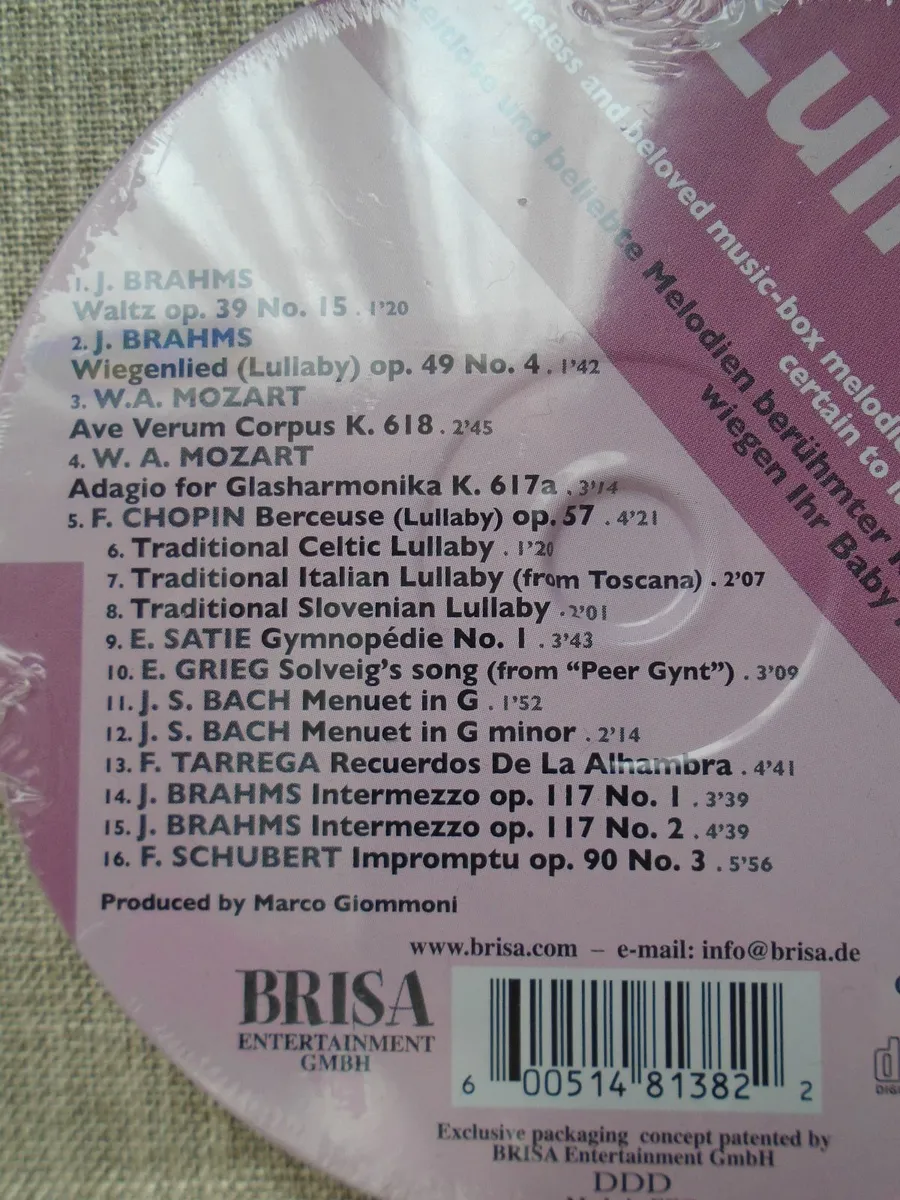 Lul
meless and beloved music-box melodi
certain to l
zeitlose und beliebte Melodien berühmter
wiegen Ihr Baby
1. J. BRAHMS
Waltz op. 39 No. 15 . 1'20
2. J. BRAHMS
Wiegenlied (Lullaby) op. 49 No. 4 . 1'42
3. W.A. MOZART
Ave Verum Corpus K. 618 . 2'45
4. W. A. MOZART
Adagio for Glasharmonika K. 617a . 3'14
5. F. CHOPIN Berceuse (Lullaby) op. 57 . 4'21
6. Traditional Celtic Lullaby . 1'20
7. Traditional Italian Lullaby (from Toscana) . 2'07
8. Traditional Slovenian Lullaby . 2'01
9. E. SATIE Gymnopédie No. 1 . 3'43
10. E. GRIEG Solveig's song (from “Peer Gynt”) . 3'09
11. J. S. BACH Menuet in G . 1'52
12. J. S. BACH Menuet in G minor . 2'14
13. F. TARREGA Recuerdos De La Alhambra . 4'41
14. J. BRAHMS Intermezzo op. 117 No. 1 . 3'39
15. J. BRAHMS Intermezzo op. 117 No. 2 . 4'39
16. F. SCHUBERT Impromptu op. 90 No. 3 . 5'56
Produced by Marco Giommoni
www.brisa.com – e-mail: info@brisa.de
BRISA
ENTERTAINMENT
GMBH
6 00514 81382 2
Exclusive packaging concept patented by
BRISA Entertainment GmbH
DDD